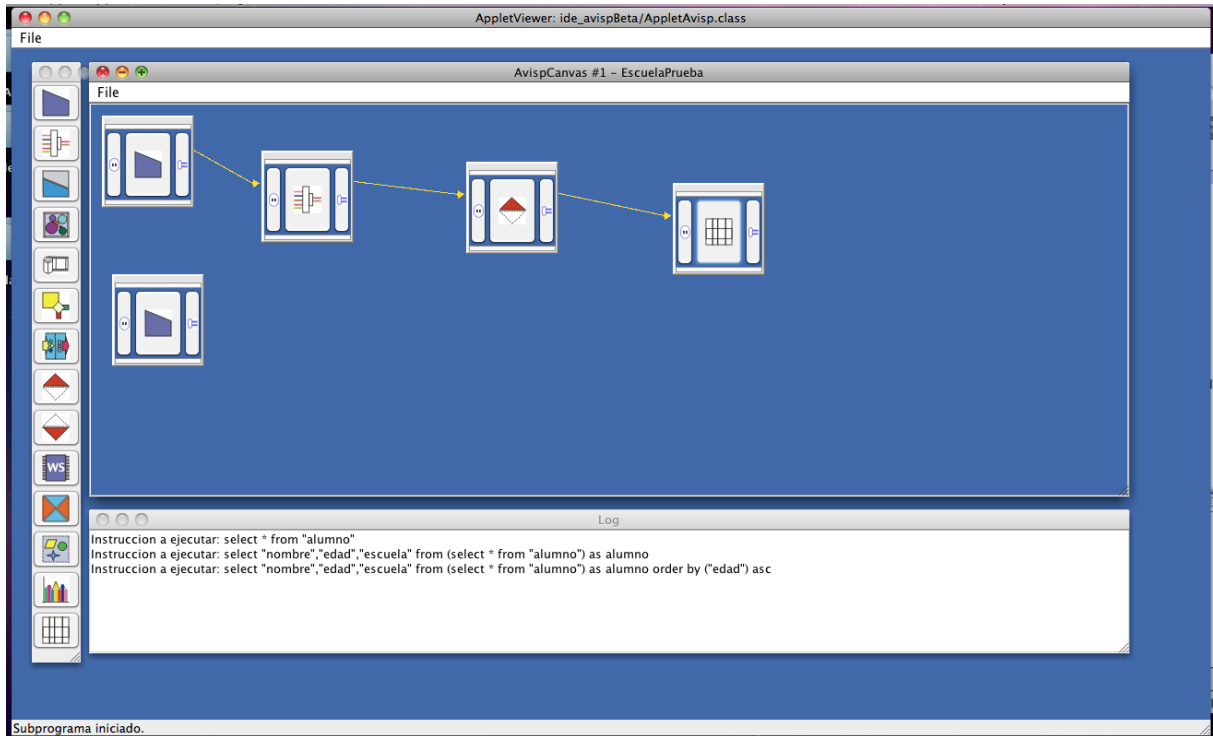 AppletViewer: ide_avispBeta/AppletAvisp.class
File
AvispCanvas #1 – EscuelaPrueba
File
WS
Log
Instruccion a ejecutar: select * from "alumno"
Instruccion a ejecutar: select "nombre","edad","escuela" from (select * from "alumno") as alumno
Instruccion a ejecutar: select "nombre","edad","escuela" from (select * from "alumno") as alumno order by ("edad") asc
Subprograma iniciado.